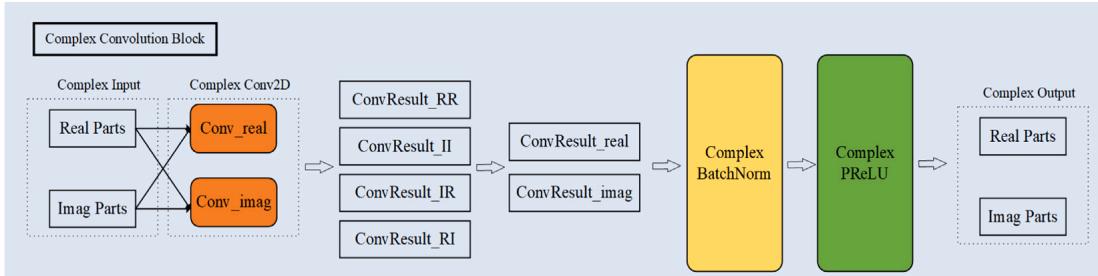 Complex Convolution Block
Complex Input
Real Parts
Imag Parts
Complex Conv2D
Conv_real
Conv_imag
ConvResult_RR
ConvResult_II
ConvResult_IR
ConvResult_RI
ConvResult_real
ConvResult_imag
Complex
BatchNorm
Complex
PReLU
Complex Output
Real Parts
Imag Parts